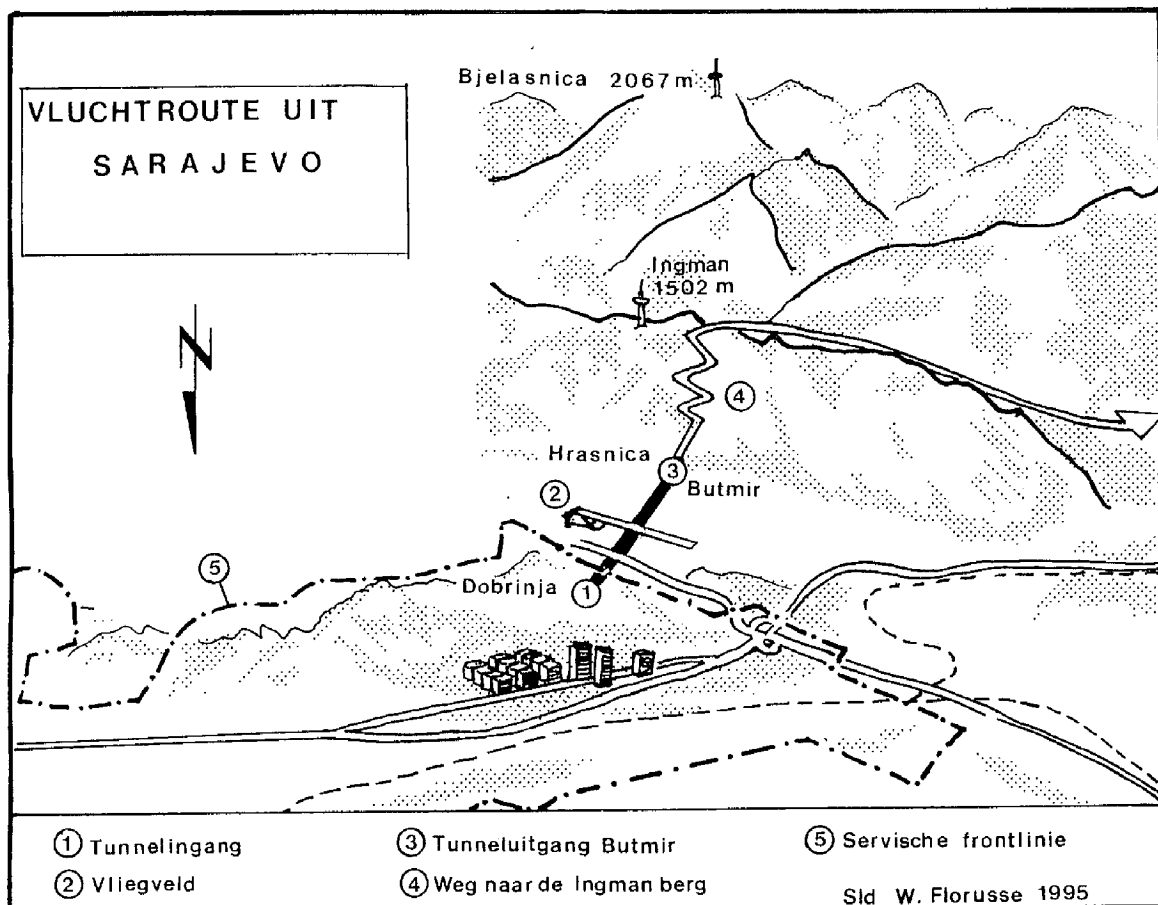 VLUCHTROUTE UIT
SARAJEVO
Bjelasnica 2067 m
N
Ingman
1502 m
4
Hrasnica
3
Butmir
2
5
Dobrinja
1
1 Tunnelingang
2 Vliegveld
3 Tunneluitgang Butmir
4 Weg naar de Ingman berg
5 Servische frontlinie
Sld W. Florusse 1995